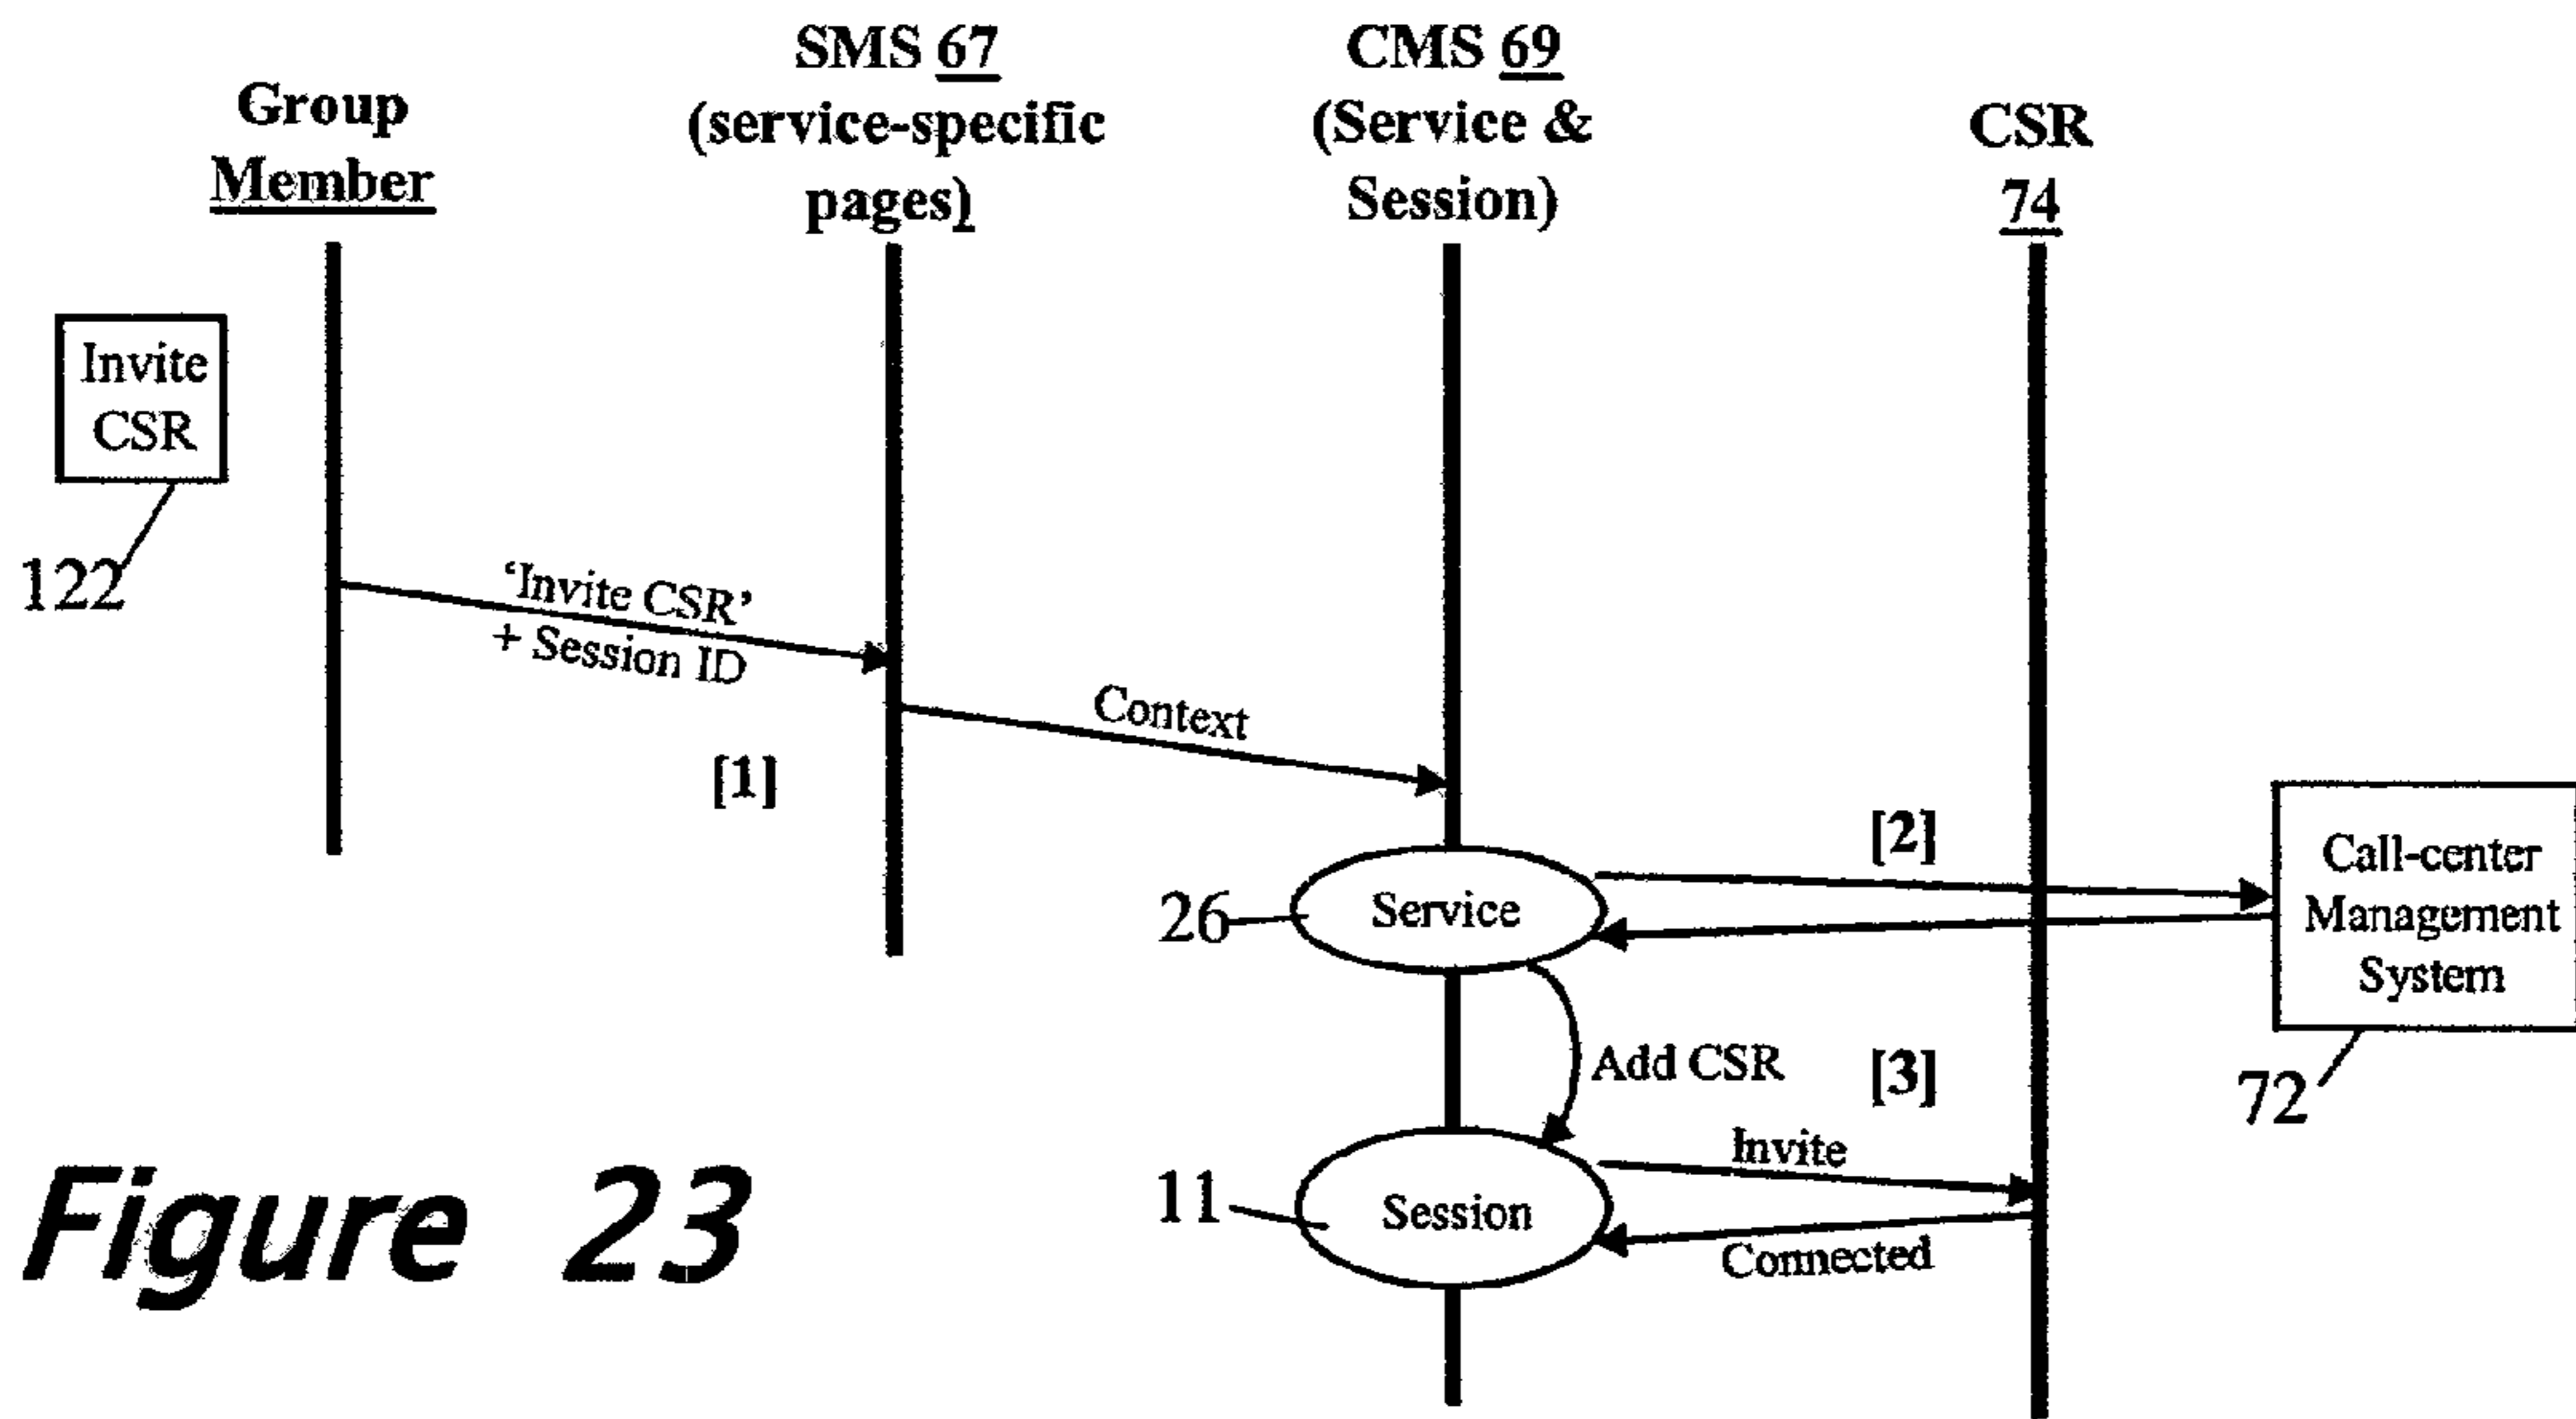 Group
Member
SMS 67
(service-specific
pages)
CMS 69
(Service &
Session)
CSR
74
Invite
CSR
122
‘Invite CSR’
+ Session ID
Context
[1]
[2]
Call-center
Management
System
72
26
Service
Add CSR
[3]
11
Session
Invite
Connected
Figure 23